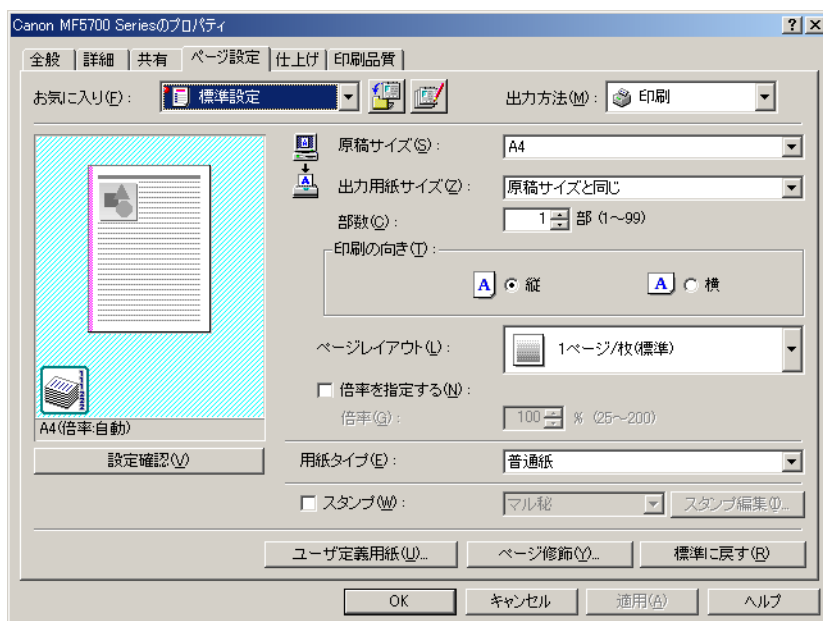 Canon MF5700 Seriesのプロパティ
全般 詳細 共有 ページ設定 仕上げ 印刷品質
お気に入り(F): 標準設定 出力方法(M): 印刷
原稿サイズ(S): A4
出力用紙サイズ(Z): 原稿サイズと同じ
部数(C): 1 部 (1～99)
印刷の向き(T):
A 縦 A 横
ページレイアウト(L): 1ページ/枚(標準)
倍率を指定する(N):
倍率(G): 100 % (25～200)
A4(倍率:自動)
設定確認(V)
用紙タイプ(E): 普通紙
スタンプ(W): マル秘 スタンプ編集(I)...
ユーザ定義用紙(U)... ページ修飾(Y)... 標準に戻す(R)
OK キャンセル 適用(A) ヘルプ